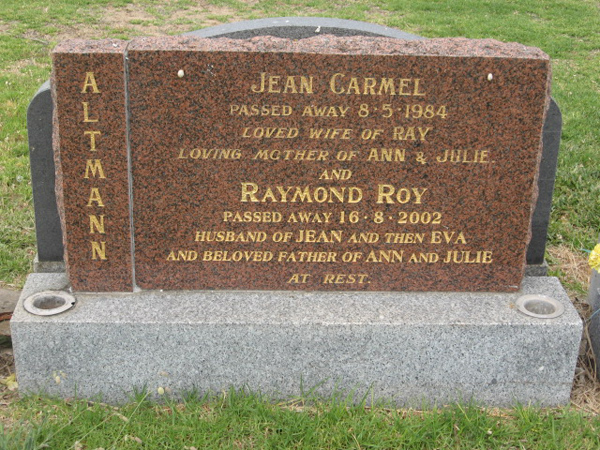 ALTMANN
JEAN CARMEL
PASSED AWAY 8·5·1984
LOVED WIFE OF RAY
LOVING MOTHER OF ANN & JULIE.
AND
RAYMOND ROY
PASSED AWAY 16·8·2002
HUSBAND OF JEAN AND THEN EVA
AND BELOVED FATHER OF ANN AND JULIE
AT REST.